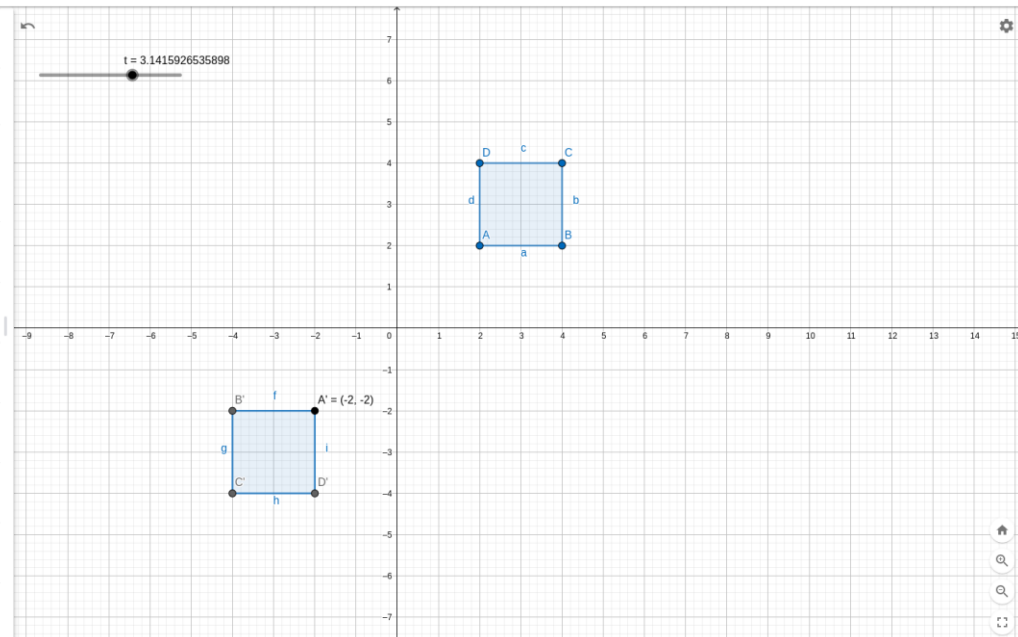 7
t = 3.1415926535898
6
5
D c C
4
d 3 b
A B
2
a
1
−9 −8 −7 −6 −5 −4 −3 −2 −1 0 1 2 3 4 5 6 7 8 9 10 11 12 13 14 15
−1
B' f A' = (-2, -2)
−2
g i −3
C' D'
−4
h
−5
−6
−7